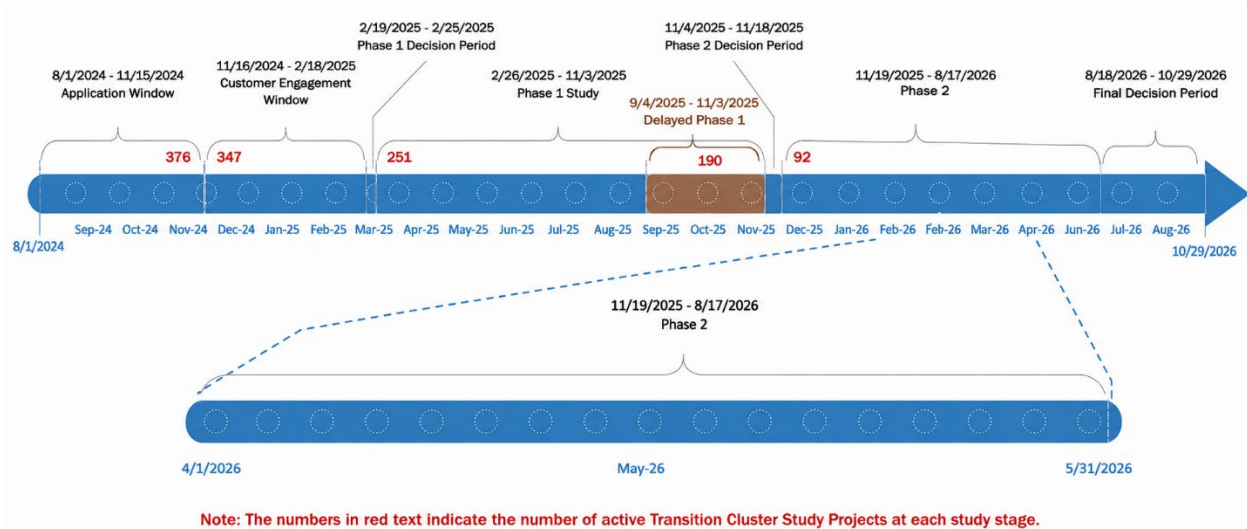 2/19/2025 - 2/25/2025
Phase 1 Decision Period
11/4/2025 - 11/18/2025
Phase 2 Decision Period
8/1/2024 - 11/15/2024
Application Window
11/16/2024 - 2/18/2025
Customer Engagement
Window
2/26/2025 - 11/3/2025
Phase 1 Study
9/4/2025 - 11/3/2025
Delayed Phase 1
11/19/2025 - 8/17/2026
Phase 2
8/18/2026 - 10/29/2026
Final Decision Period
376 347 251 190 92
Sep-24 Oct-24 Nov-24 Dec-24 Jan-25 Feb-25 Mar-25 Apr-25 May-25 Jun-25 Jul-25 Aug-25 Sep-25 Oct-25 Nov-25 Dec-25 Jan-26 Feb-26 Feb-26 Mar-26 Apr-26 Jun-26 Jul-26 Aug-26
8/1/2024 10/29/2026
11/19/2025 - 8/17/2026
Phase 2
4/1/2026 May-26 5/31/2026
Note: The numbers in red text indicate the number of active Transition Cluster Study Projects at each study stage.